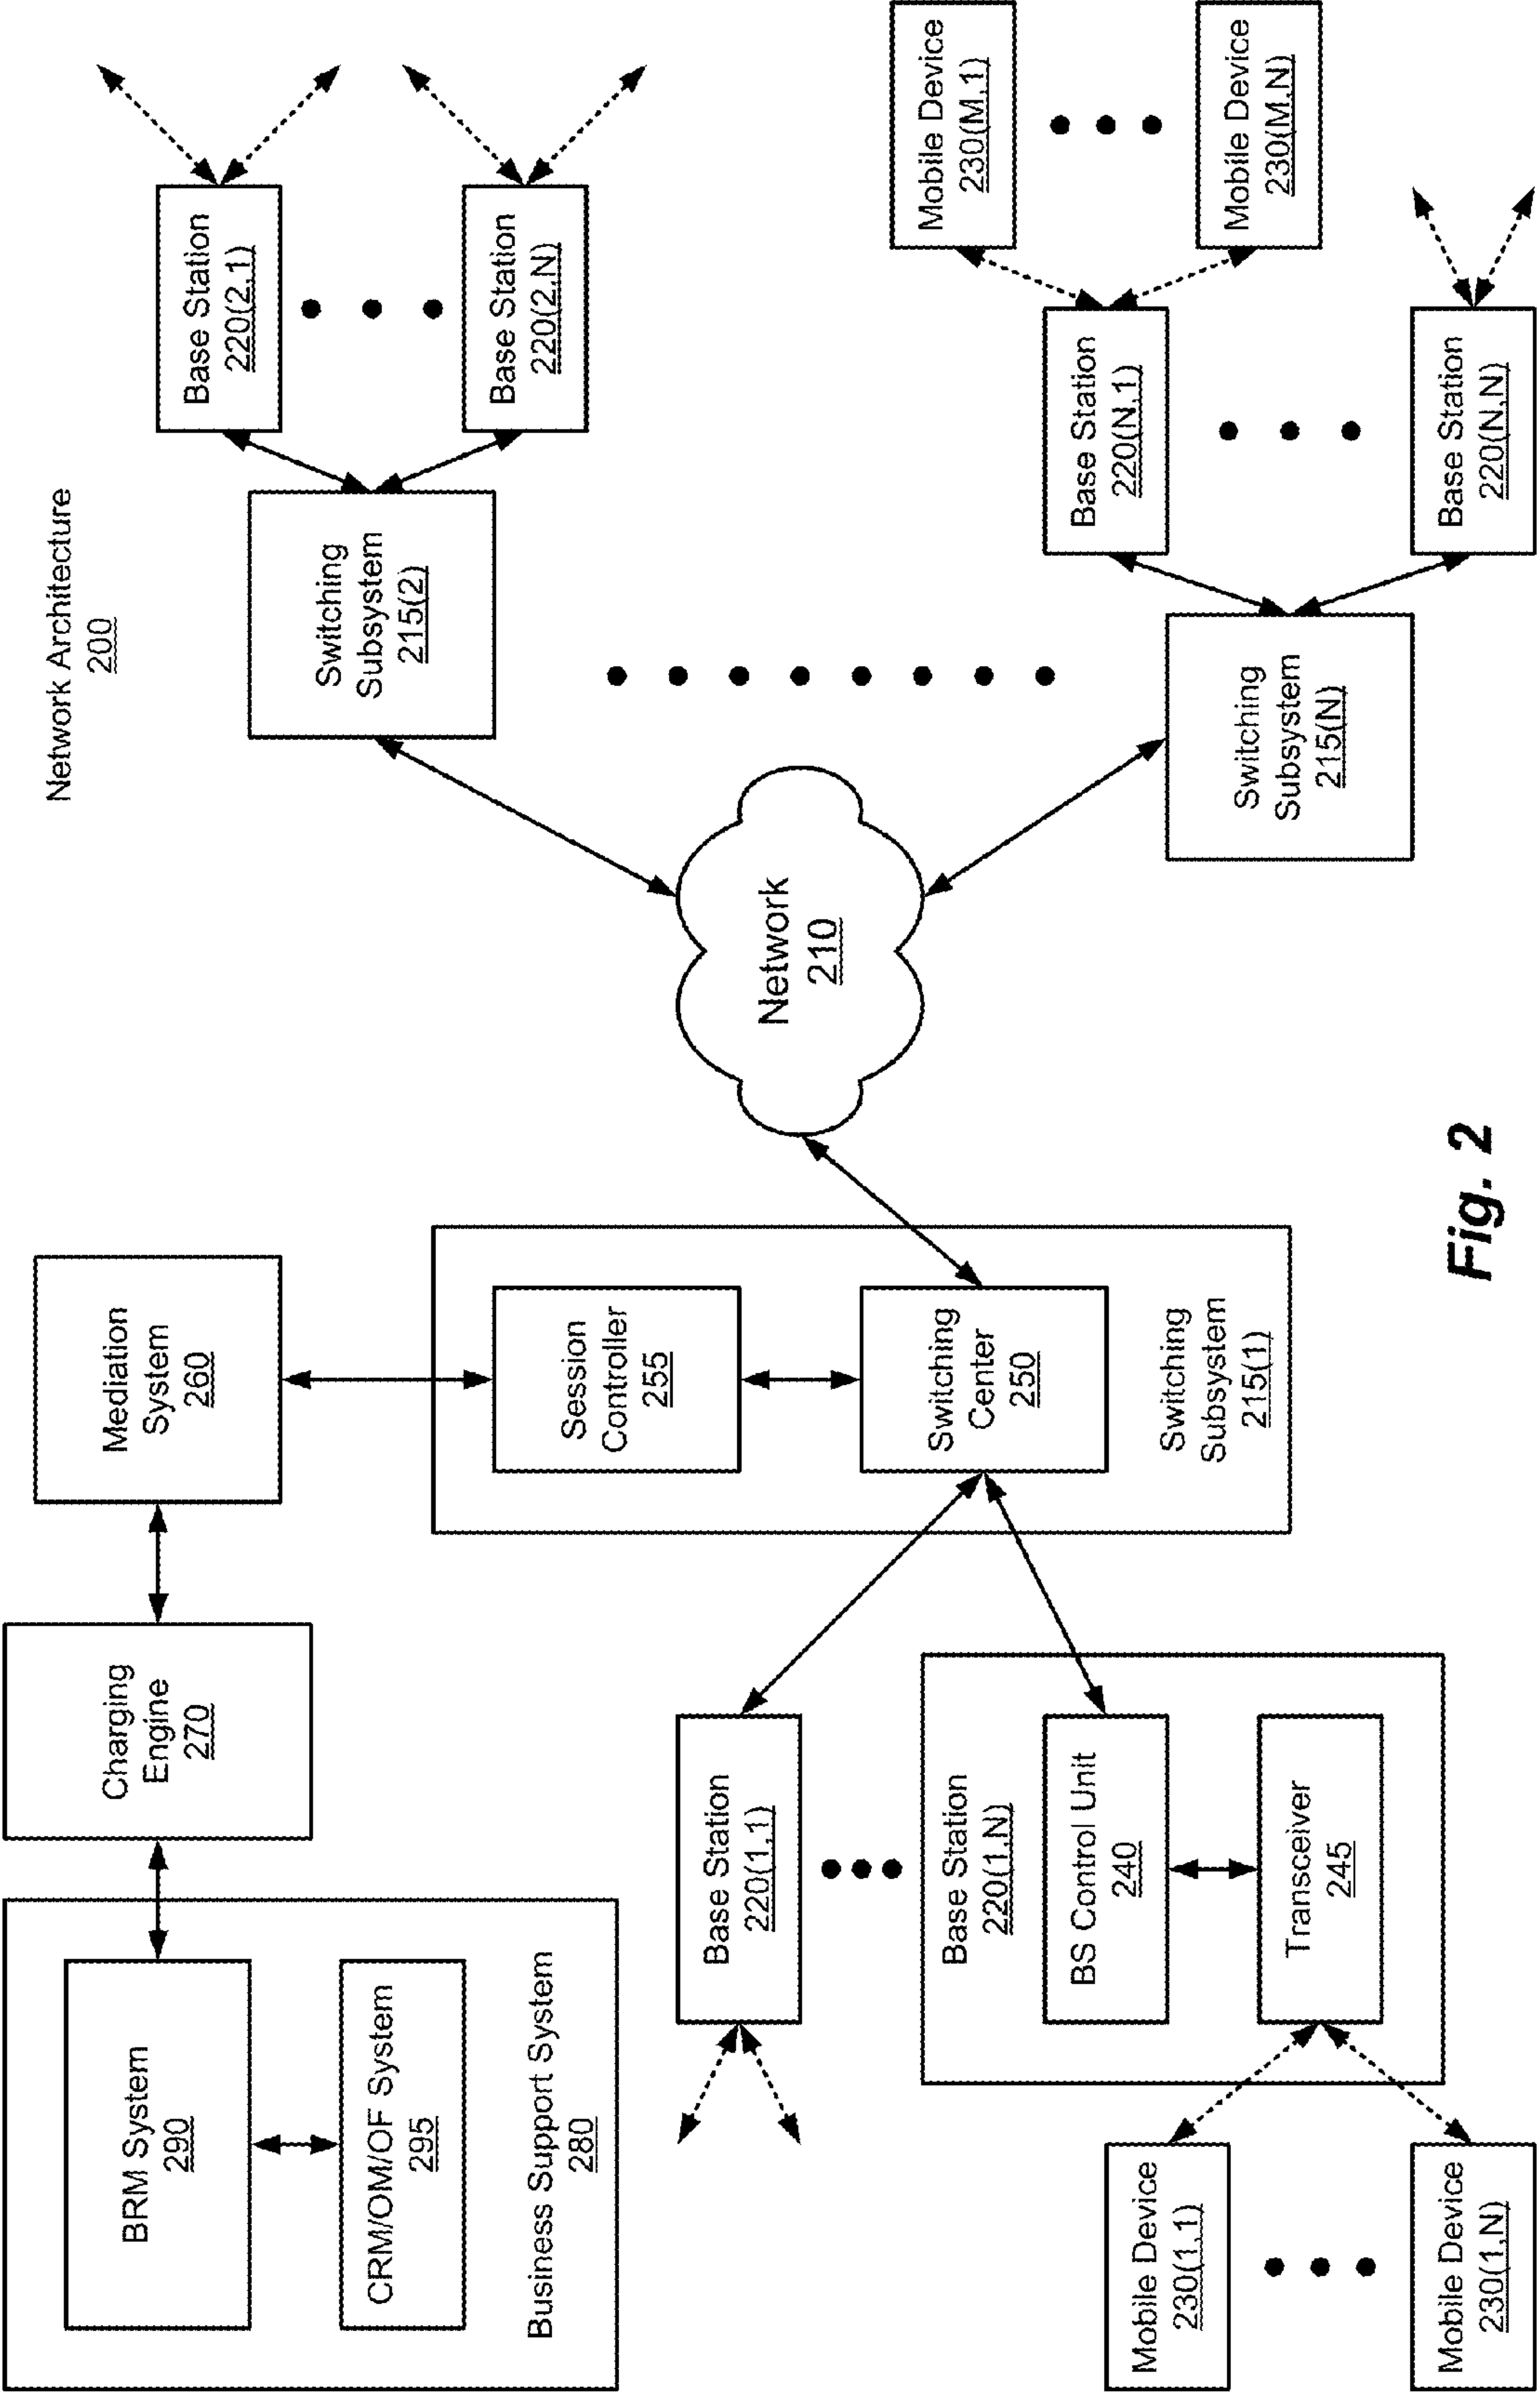 Network Architecture
200
BRM System
290
CRM/OM/OF System
295
Business Support System
280
Charging
Engine
270
Mediation
System
260
Session
Controller
255
Switching
Center
250
Switching
Subsystem
215(1)
Base Station
220(1,1)
Base Station
220(1,N)
BS Control Unit
240
Transceiver
245
Mobile Device
230(1,1)
Mobile Device
230(1,N)
Network
210
Switching
Subsystem
215(2)
Base Station
220(2,1)
Base Station
220(2,N)
Switching
Subsystem
215(N)
Base Station
220(N,1)
Base Station
220(N,N)
Mobile Device
230(M,1)
Mobile Device
230(M,N)
Fig. 2